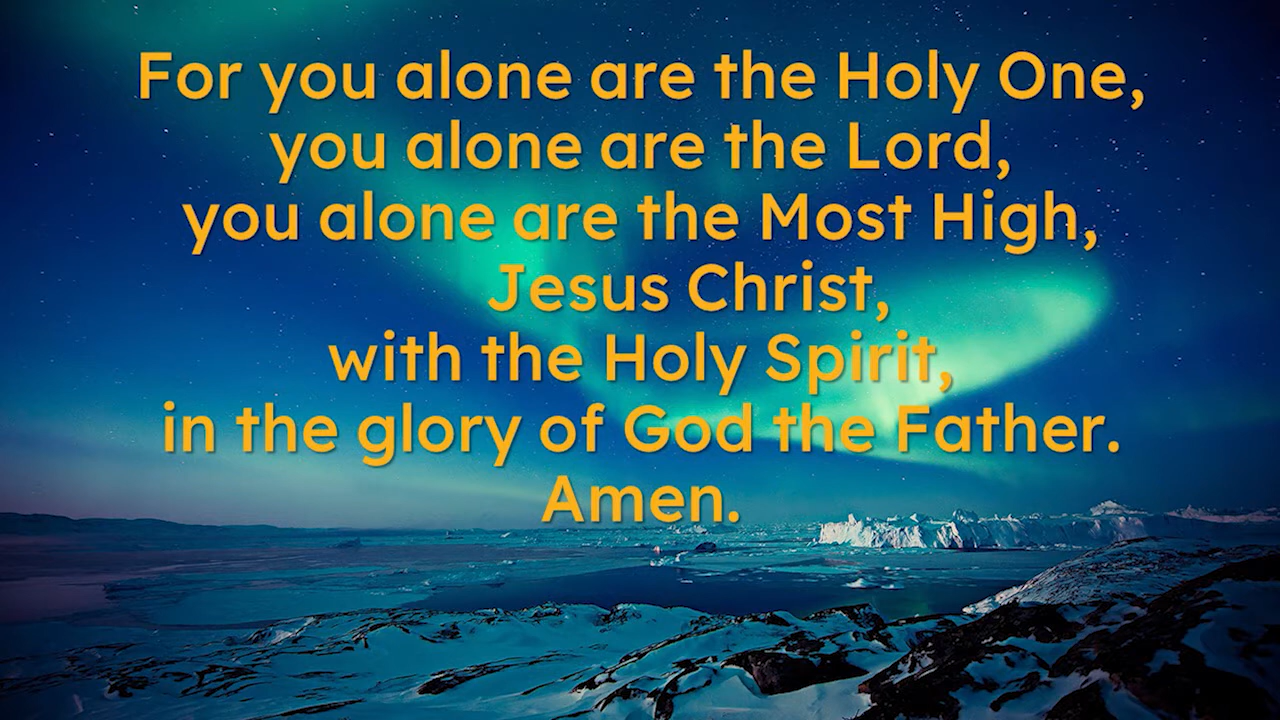 For you alone are the Holy One,
you alone are the Lord,
you alone are the Most High,
Jesus Christ,
with the Holy Spirit,
in the glory of God the Father.
Amen.